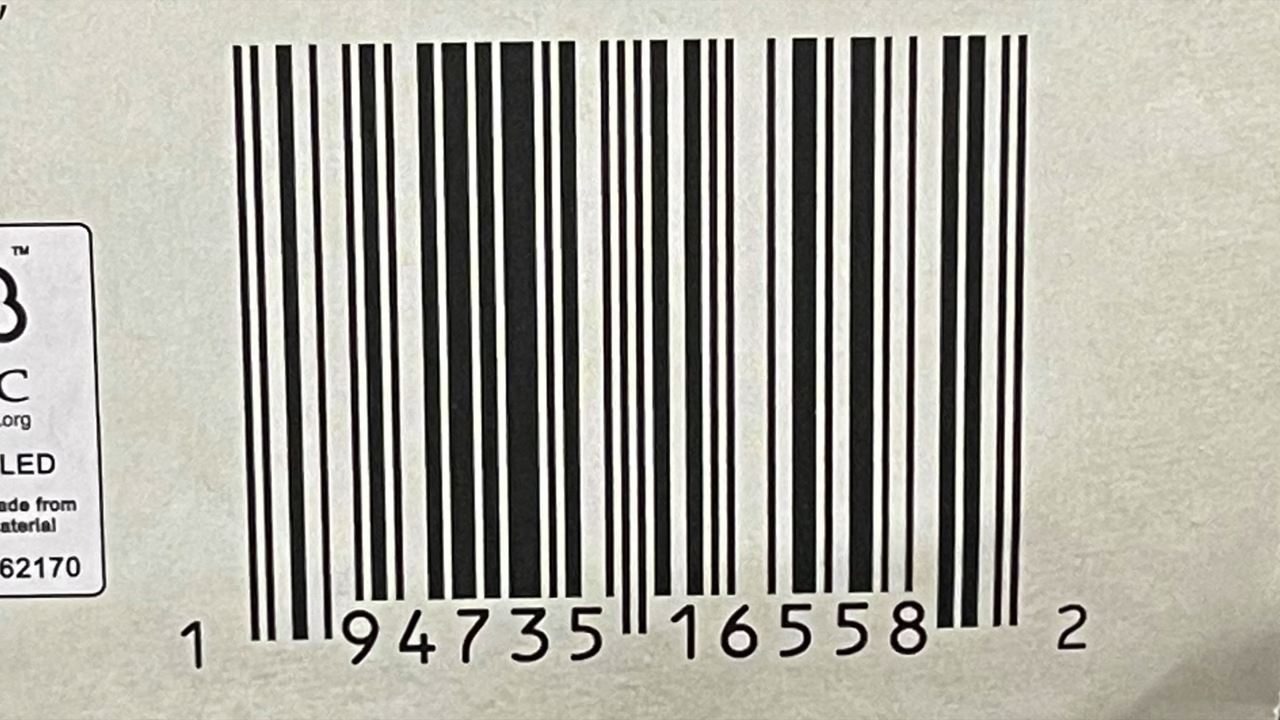 ™
C
.org
LED
ade from
aterial
62170
1 94735 16558 2